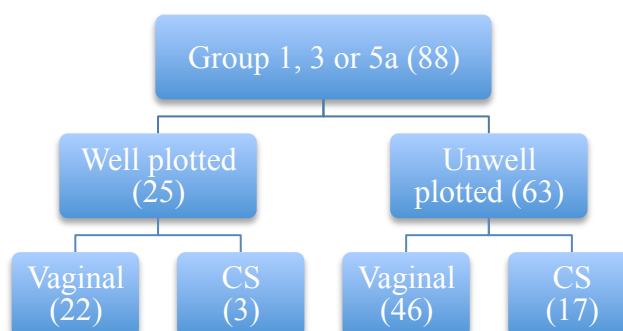 Group 1, 3 or 5a (88)
Well plotted
(25)
Unwell
plotted (63)
Vaginal
(22)
CS
(3)
Vaginal
(46)
CS
(17)